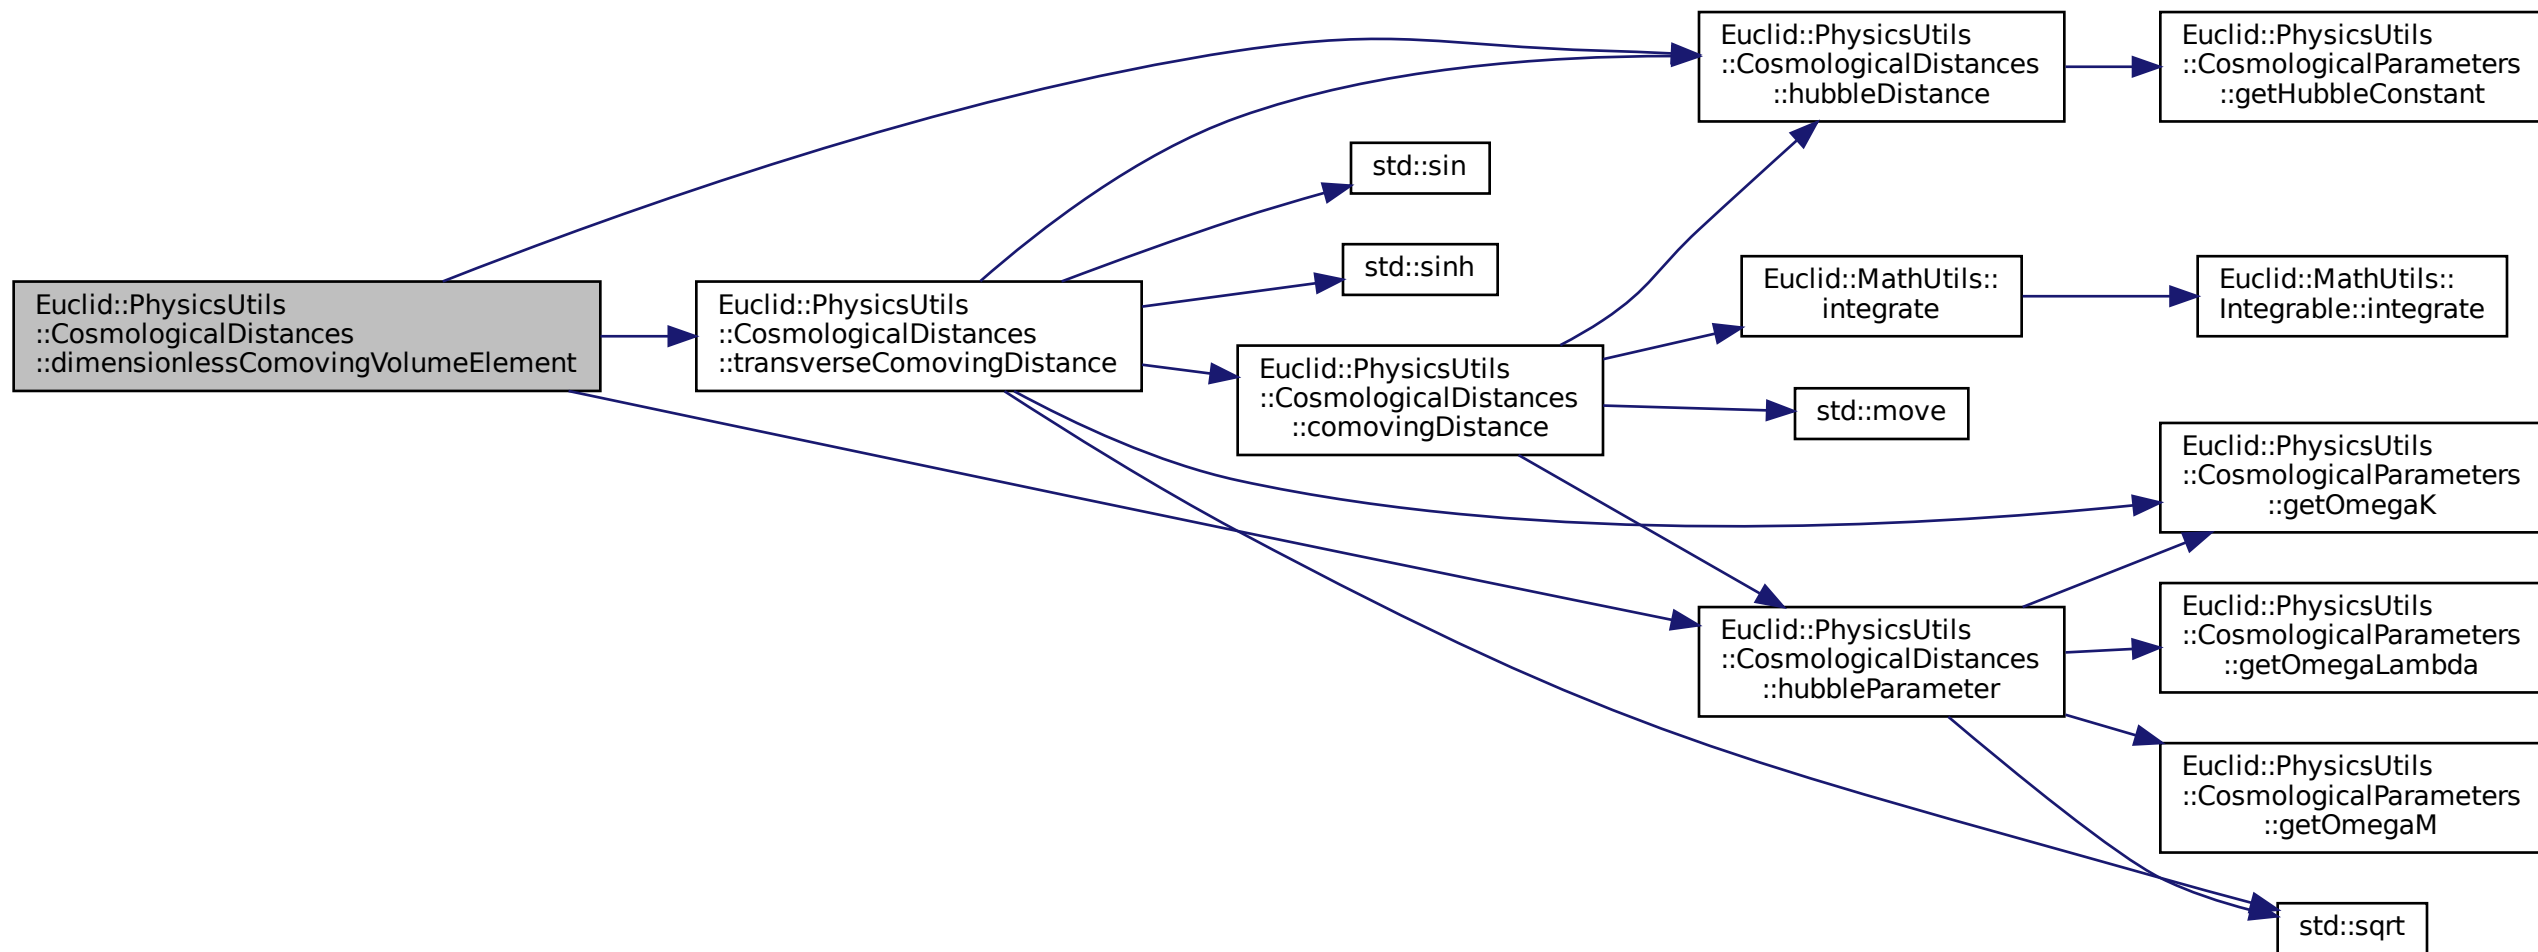 Euclid::PhysicsUtils
::CosmologicalDistances
::dimensionlessComovingVolumeElement
Euclid::PhysicsUtils
::CosmologicalDistances
::transverseComovingDistance
std::sin
std::sinh
Euclid::PhysicsUtils
::CosmologicalDistances
::comovingDistance
Euclid::PhysicsUtils
::CosmologicalDistances
::hubbleDistance
Euclid::MathUtils::
integrate
std::move
Euclid::PhysicsUtils
::CosmologicalDistances
::hubbleParameter
Euclid::PhysicsUtils
::CosmologicalParameters
::getHubbleConstant
Euclid::MathUtils::
Integrable::integrate
Euclid::PhysicsUtils
::CosmologicalParameters
::getOmegaK
Euclid::PhysicsUtils
::CosmologicalParameters
::getOmegaLambda
Euclid::PhysicsUtils
::CosmologicalParameters
::getOmegaM
std::sqrt